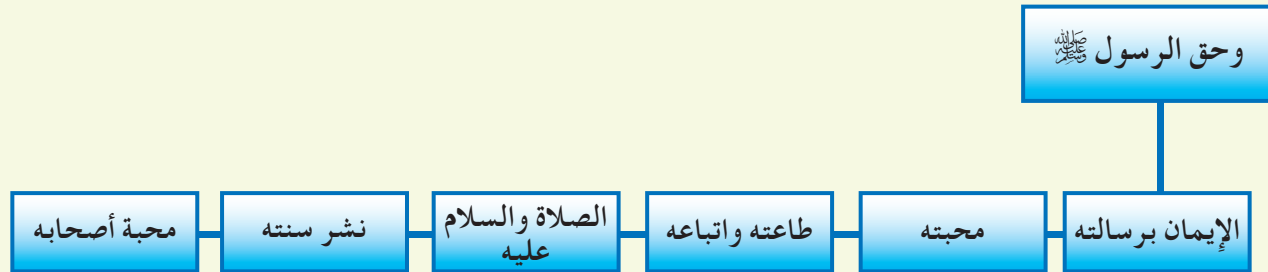 وحق الرسول ﷺ
الإيمان برسالته
محبته
طاعته واتباعه
الصلاة والسلام
عليه
نشر سنته
محبة أصحابه